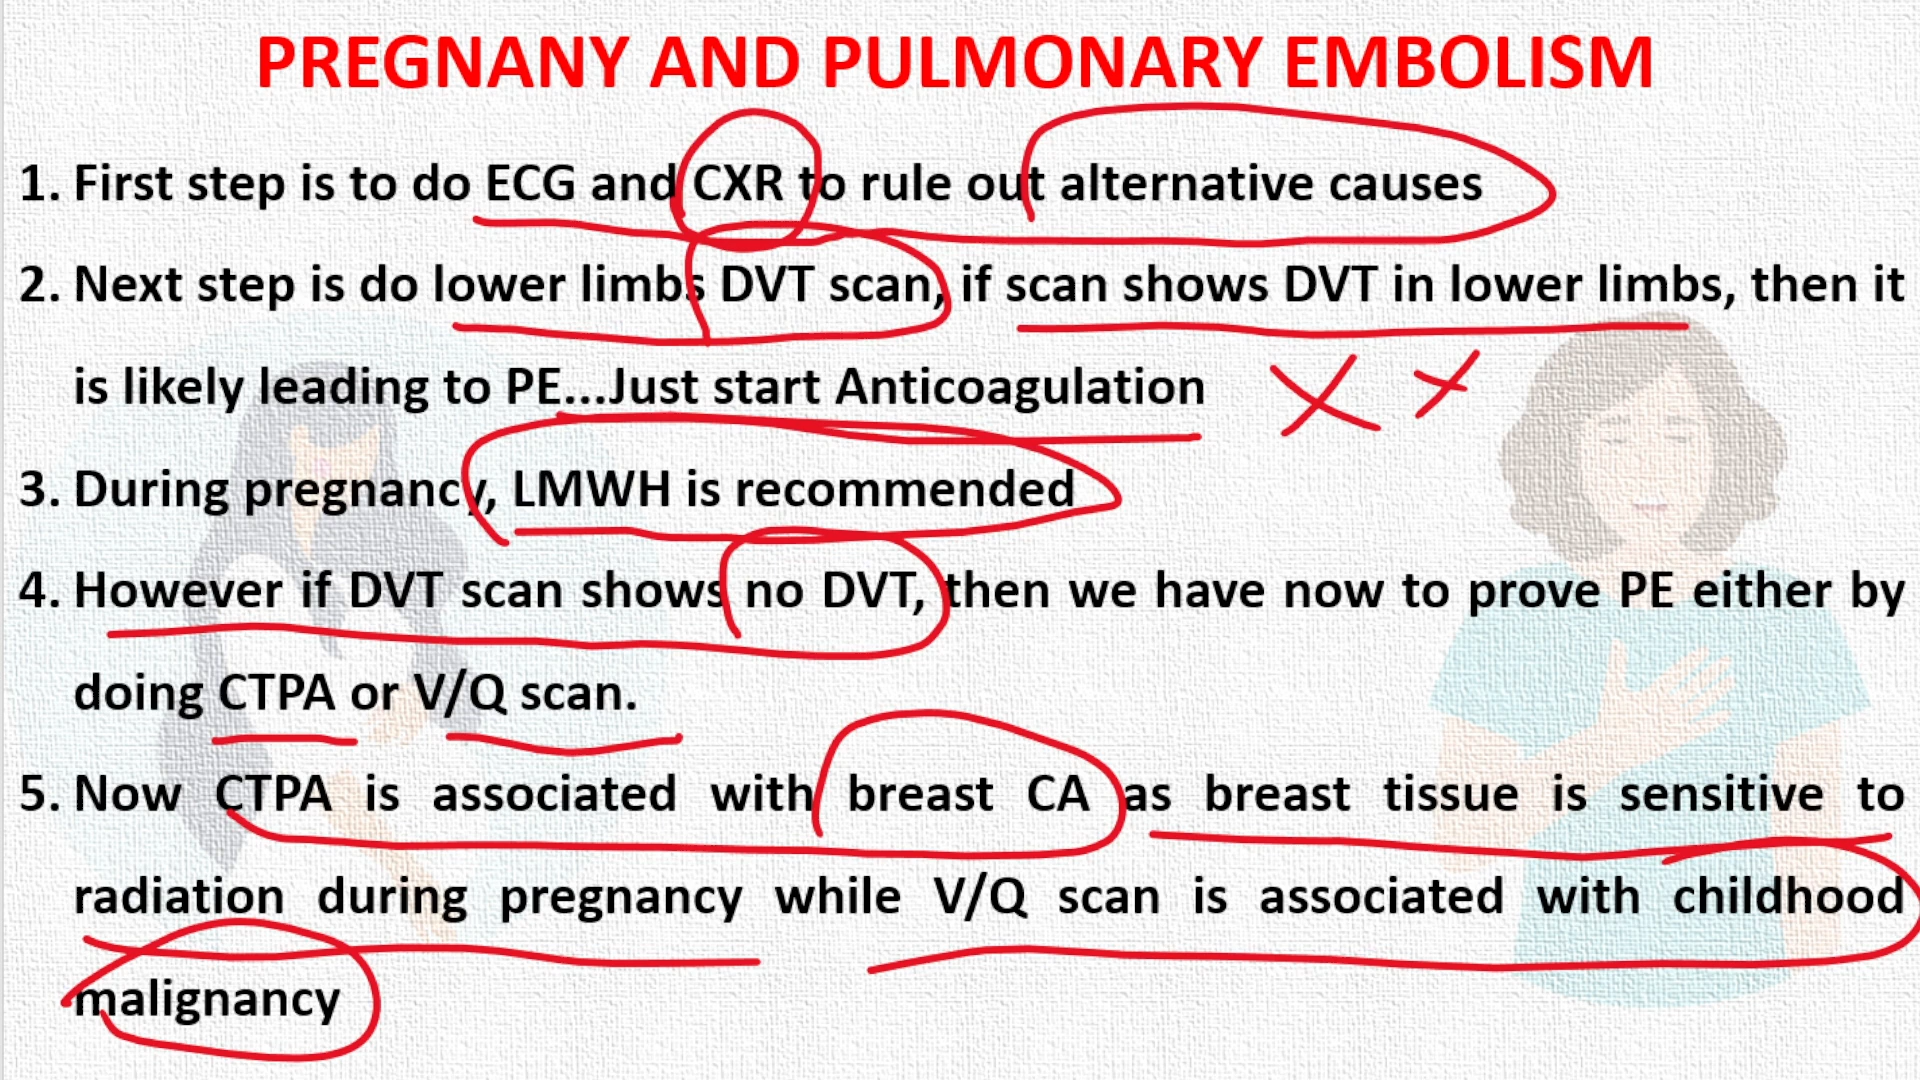 PREGNANY AND PULMONARY EMBOLISM
1. First step is to do ECG and CXR to rule out alternative causes
2. Next step is do lower limbs DVT scan, if scan shows DVT in lower limbs, then it
is likely leading to PE...Just start Anticoagulation
3. During pregnancy, LMWH is recommended
4. However if DVT scan shows no DVT, then we have now to prove PE either by
doing CTPA or V/Q scan.
5. Now CTPA is associated with breast CA as breast tissue is sensitive to
radiation during pregnancy while V/Q scan is associated with childhood
malignancy